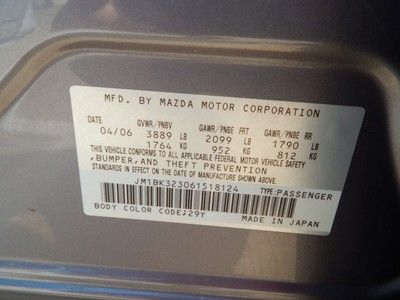 MFD. BY MAZDA MOTOR CORPORATION
DATE GVWR/PNBV GAWR/PNBE FRT GAWR/PNBE RR
04/06 3889 LB 2099 LB 1790 LB
1764 KG 952 KG 812 KG
THIS VEHICLE CONFORMS TO ALL APPLICABLE FEDERAL MOTOR VEHICLE SAFETY
,BUMPER, AND THEFT PREVENTION
STANDARDS IN EFFECT ON THE DATE OF MANUFACTURE SHOWN ABOVE.
JM1BK323061518124 TYPE:PASSENGER
BODY COLOR CODE;29Y MADE IN JAPAN